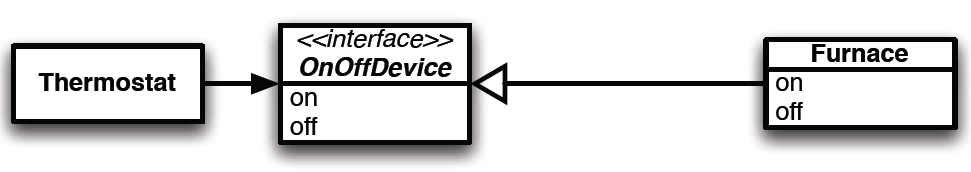 Thermostat
<<interface>>
OnOffDevice
on
off
Furnace
on
off